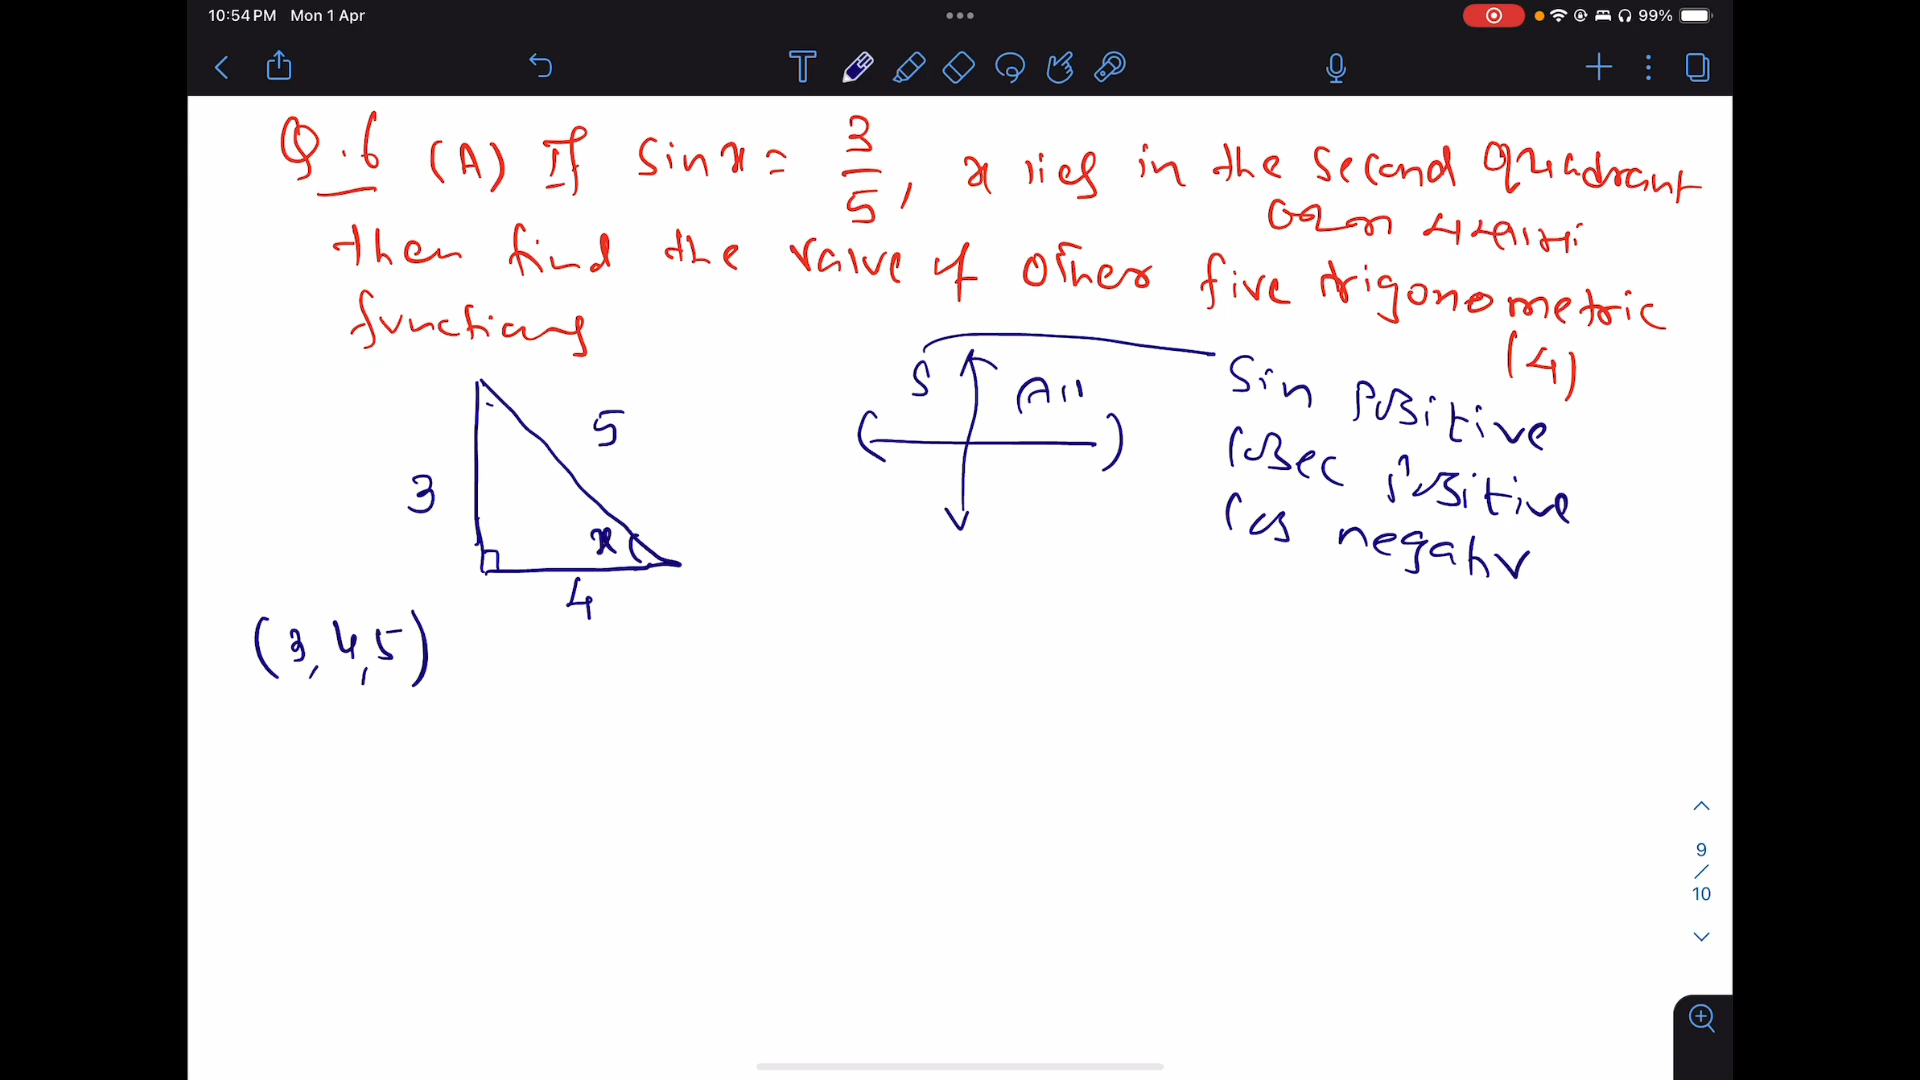 10:54 PM Mon 1 Apr
99%
Q.6 (A) If Sin x = 3/5, x lies in the second Quadrant
then find the value of other five trigonometric
functions
(4)
S All
Sin Positive
Cosec Positive
Cos negativ
5
3
x
4
(3, 4, 5)
9
/
10